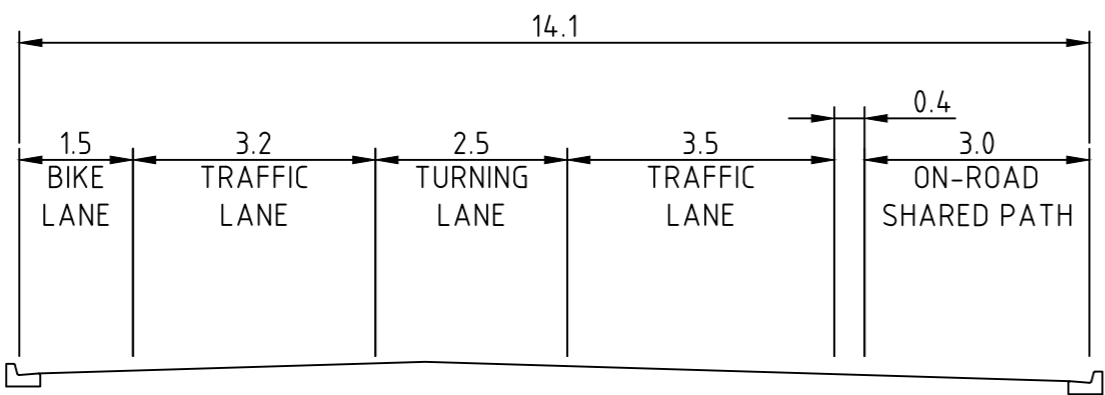 14.1
0.4
1.5
BIKE
LANE
3.2
TRAFFIC
LANE
2.5
TURNING
LANE
3.5
TRAFFIC
LANE
3.0
ON-ROAD
SHARED PATH